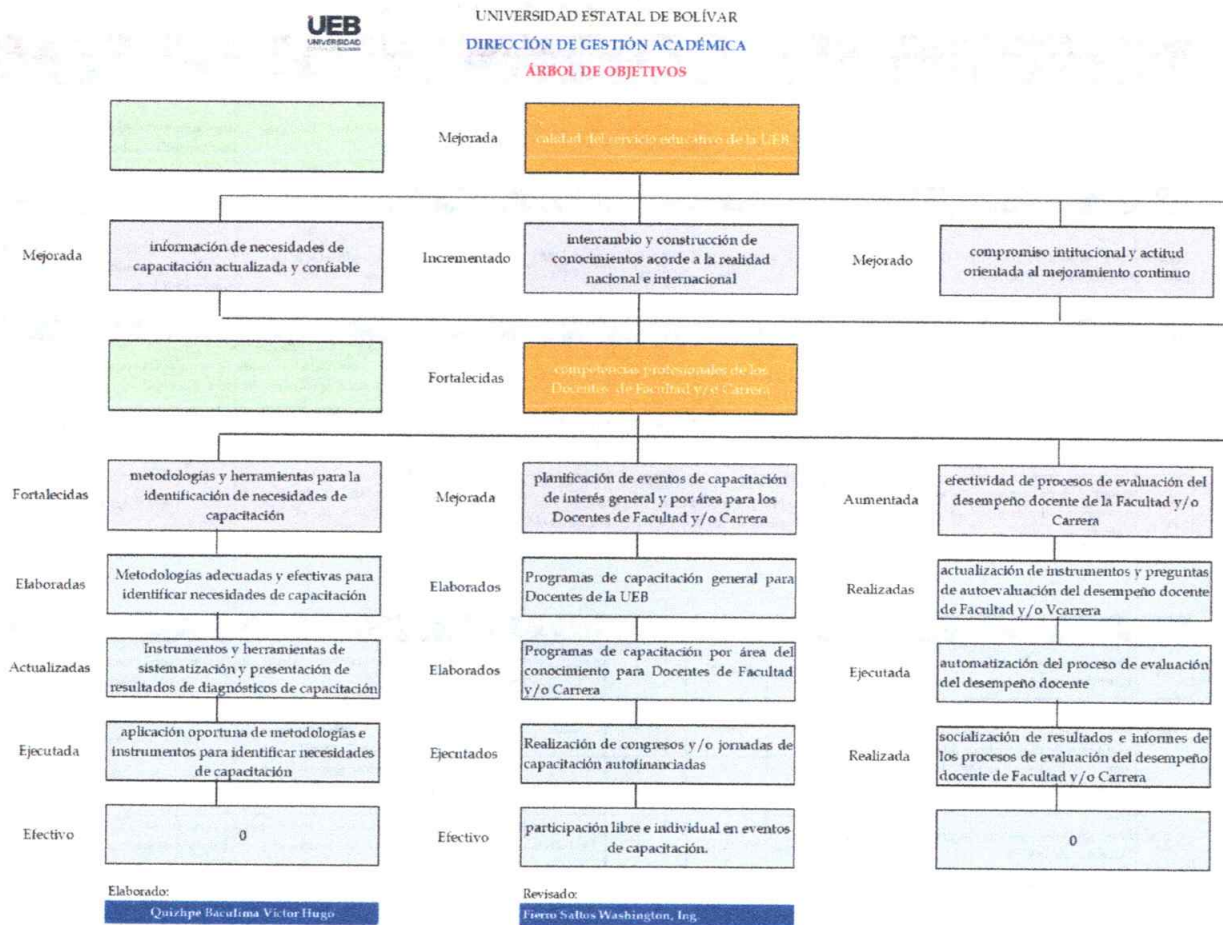 UEB
UNIVERSIDAD
UNIVERSIDAD ESTATAL DE BOLÍVAR
DIRECCIÓN DE GESTIÓN ACADÉMICA
ÁRBOL DE OBJETIVOS
Mejorada
calidad del servicio educativo de la UEB
Mejorada
información de necesidades de
capacitación actualizada y confiable
Incrementado
intercambio y construcción de
conocimientos acorde a la realidad
nacional e internacional
Mejorado
compromiso intitucional y actitud
orientada al mejoramiento continuo
Fortalecidas
competencias profesionales de los
Docentes de Facultad y/o Carrera
Fortalecidas
metodologías y herramientas para la
identificación de necesidades de
capacitación
Mejorada
planificación de eventos de capacitación
de interés general y por área para los
Docentes de Facultad y/o Carrera
Aumentada
efectividad de procesos de evaluación del
desempeño docente de la Facultad y/o
Carrera
Elaboradas
Metodologías adecuadas y efectivas para
identificar necesidades de capacitación
Elaborados
Programas de capacitación general para
Docentes de la UEB
Realizadas
actualización de instrumentos y preguntas
de autoevaluación del desempeño docente
de Facultad y/o Vcarrera
Actualizadas
Instrumentos y herramientas de
sistematización y presentación de
resultados de diagnósticos de capacitación
Elaborados
Programas de capacitación por área del
conocimiento para Docentes de Facultad
y/o Carrera
Ejecutada
automatización del proceso de evaluación
del desempeño docente
Ejecutada
aplicación oportuna de metodologías e
instrumentos para identificar necesidades
de capacitación
Ejecutados
Realización de congresos y/o jornadas de
capacitación autofinanciadas
Realizada
socialización de resultados e informes de
los procesos de evaluación del desempeño
docente de Facultad y/o Carrera
Efectivo
0
Efectivo
participación libre e individual en eventos
de capacitación.
0
Elaborado:
Quizhpe Baculima Victor Hugo
Revisado:
Fierro Saltos Washington, Ing.